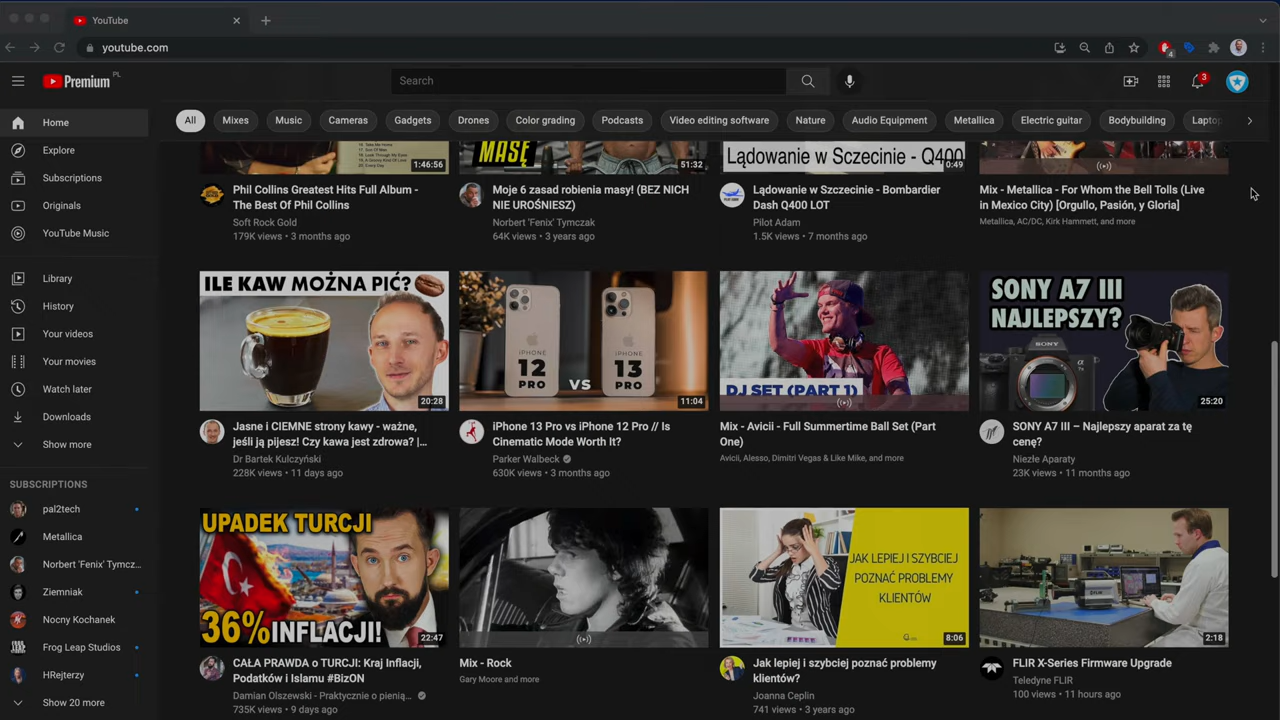 YouTube
youtube.com
4
Premium PL
Search
3
Home
Explore
Subscriptions
Originals
YouTube Music
Library
History
Your videos
Your movies
Watch later
Downloads
Show more
SUBSCRIPTIONS
pal2tech
Metallica
Norbert 'Fenix' Tymcz...
Ziemniak
Nocny Kochanek
Frog Leap Studios
HRejterzy
Show 20 more
All
Mixes
Music
Cameras
Gadgets
Drones
Color grading
Podcasts
Video editing software
Nature
Audio Equipment
Metallica
Electric guitar
Bodybuilding
Lapto
1:46:56
Phil Collins Greatest Hits Full Album -
The Best Of Phil Collins
Soft Rock Gold
179K views • 3 months ago
MASĘ
51:32
Moje 6 zasad robienia masy! (BEZ NICH
NIE UROŚNIESZ)
Norbert 'Fenix' Tymczak
64K views • 3 years ago
Lądowanie w Szczecinie - Q400
0:49
Lądowanie w Szczecinie - Bombardier
Dash Q400 LOT
Pilot Adam
1.5K views • 7 months ago
Mix - Metallica - For Whom the Bell Tolls (Live
in Mexico City) [Orgullo, Pasión, y Gloria]
Metallica, AC/DC, Kirk Hammett, and more
ILE KAW MOŻNA PIĆ?
20:28
Jasne i CIEMNE strony kawy - ważne,
jeśli ją pijesz! Czy kawa jest zdrowa? |...
Dr Bartek Kulczyński
228K views • 11 days ago
iPHONE
12
PRO
VS
iPHONE
13
PRO
11:04
iPhone 13 Pro vs iPhone 12 Pro // Is
Cinematic Mode Worth It?
Parker Walbeck
630K views • 3 months ago
DJ SET (PART 1)
Mix - Avicii - Full Summertime Ball Set (Part
One)
Avicii, Alesso, Dimitri Vegas & Like Mike, and more
SONY A7 III
NAJLEPSZY?
SONY
25:20
SONY A7 III – Najlepszy aparat za tę
cenę?
Niezłe Aparaty
23K views • 11 months ago
UPADEK TURCJI
36% INFLACJI!
22:47
CAŁA PRAWDA o TURCJI: Kraj Inflacji,
Podatków i Islamu #BizON
Damian Olszewski - Praktycznie o pienią...
735K views • 9 days ago
Mix - Rock
Gary Moore and more
JAK LEPIEJ I SZYBCIEJ
POZNAĆ PROBLEMY
KLIENTÓW
8:06
Jak lepiej i szybciej poznać problemy
klientów?
Joanna Ceplin
741 views • 3 years ago
2:18
FLIR X-Series Firmware Upgrade
Teledyne FLIR
100 views • 11 hours ago